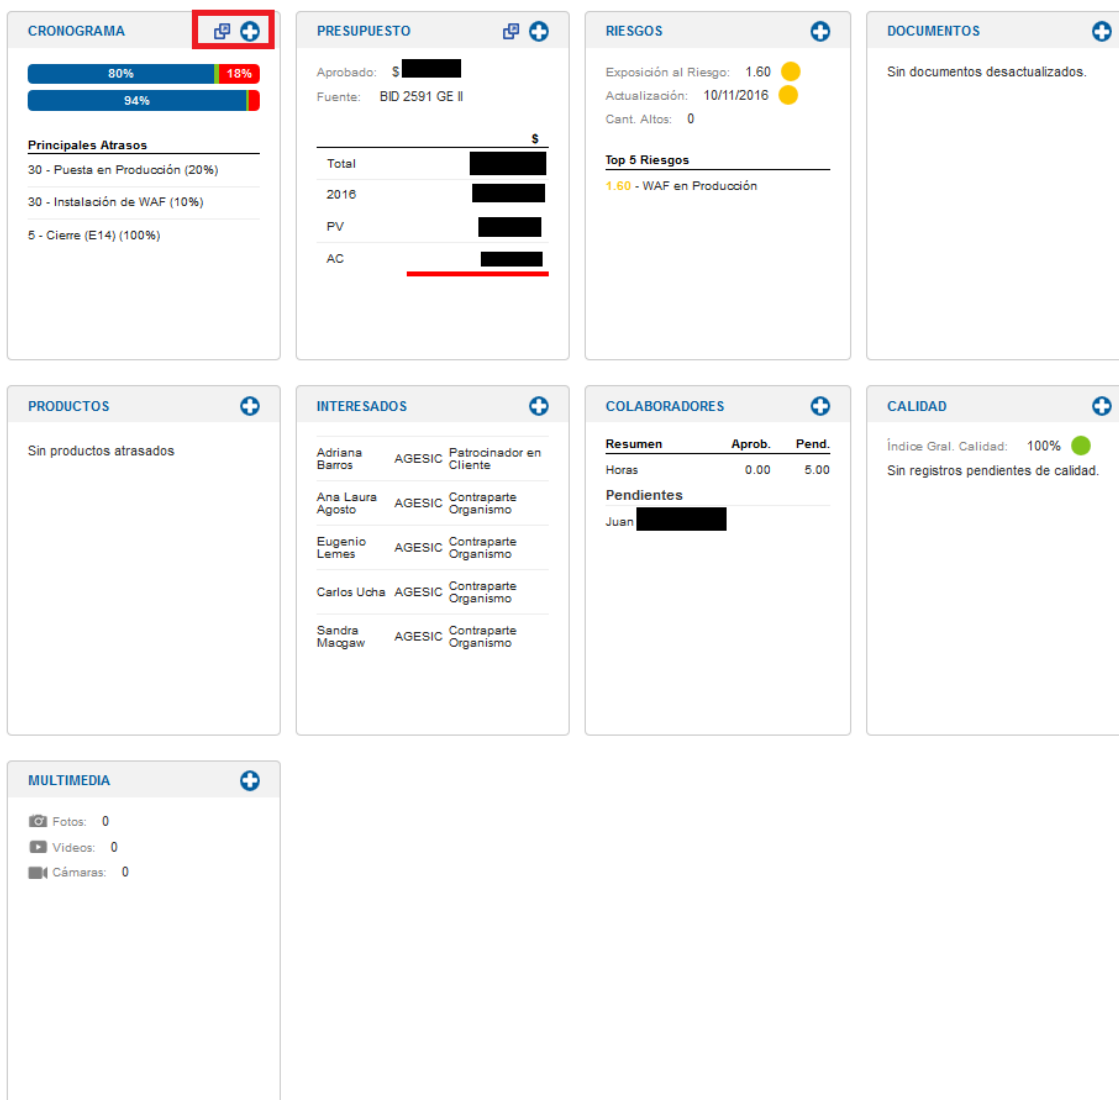 CRONOGRAMA
80% 18%
94%
Principales Atrasos
30 - Puesta en Producción (20%)
30 - Instalación de WAF (10%)
5 - Cierre (E14) (100%)
PRESUPUESTO
Aprobado: $
Fuente: BID 2591 GE II
$
Total
2016
PV
AC
RIESGOS
Exposición al Riesgo: 1.60
Actualización: 10/11/2016
Cant. Altos: 0
Top 5 Riesgos
1.60 - WAF en Producción
DOCUMENTOS
Sin documentos desactualizados.
PRODUCTOS
Sin productos atrasados
INTERESADOS
Adriana Barros AGESIC Patrocinador en Cliente
Ana Laura Agosto AGESIC Contraparte Organismo
Eugenio Lemes AGESIC Contraparte Organismo
Carlos Ucha AGESIC Contraparte Organismo
Sandra Macgaw AGESIC Contraparte Organismo
COLABORADORES
Resumen Aprob. Pend.
Horas 0.00 5.00
Pendientes
Juan
CALIDAD
Índice Gral. Calidad: 100%
Sin registros pendientes de calidad.
MULTIMEDIA
Fotos: 0
Videos: 0
Cámaras: 0